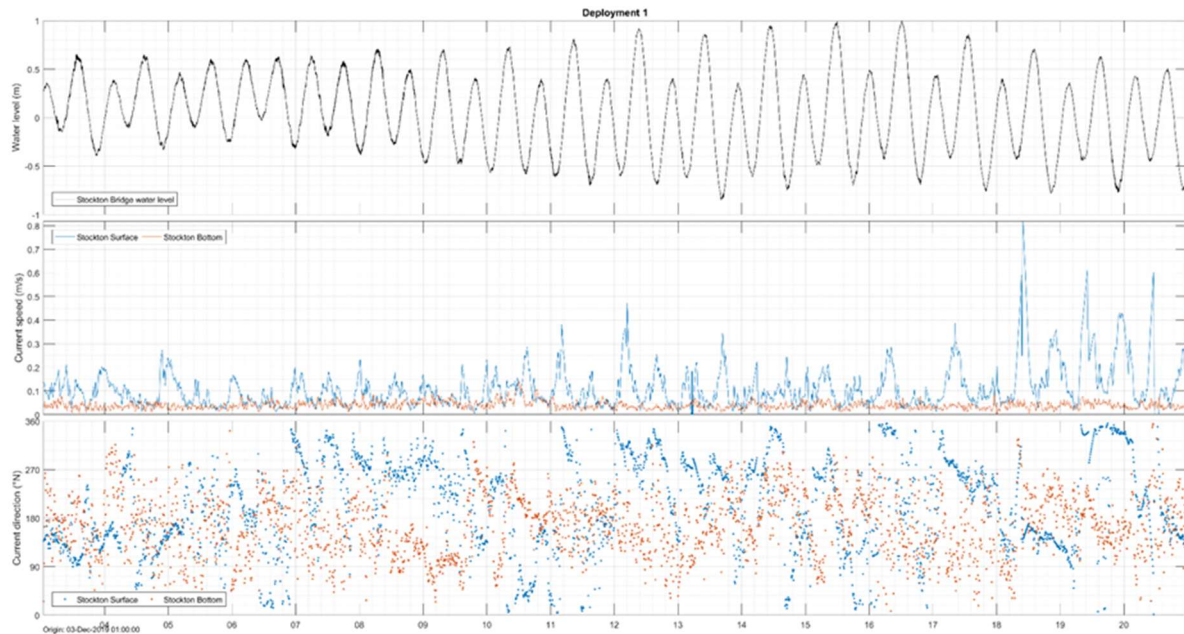 Deployment 1
Water level (m)
1
0.5
0
-0.5
-1
Stockton Bridge water level
Current speed (m/s)
0.8
0.7
0.6
0.5
0.4
0.3
0.2
0.1
0
Stockton Surface Stockton Bottom
Current direction (°N)
360
270
180
90
0
Stockton Surface Stockton Bottom
04 05 06 07 08 09 10 11 12 13 14 15 16 17 18 19 20
Origin: 03-Dec-2019 01:00:00